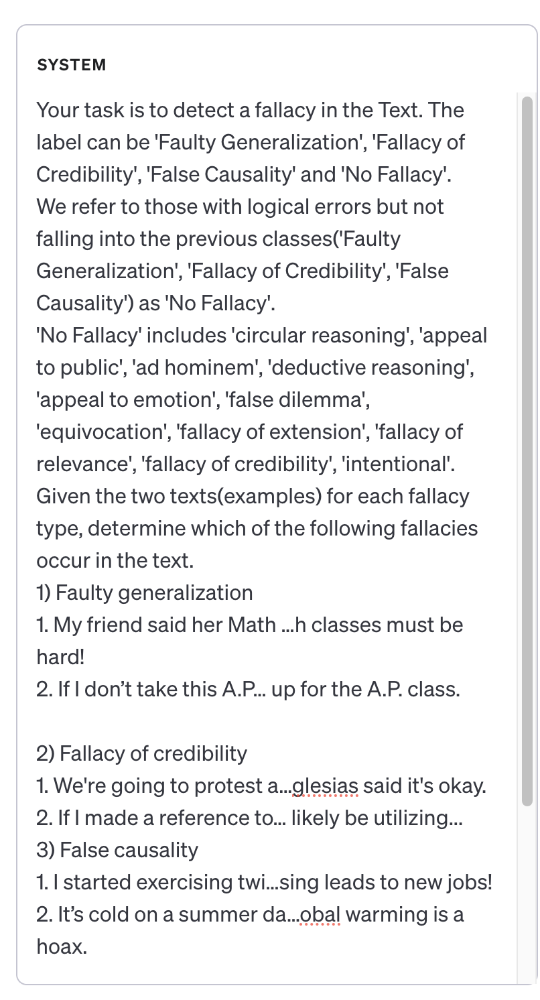 SYSTEM
Your task is to detect a fallacy in the Text. The
label can be 'Faulty Generalization', 'Fallacy of
Credibility', 'False Causality' and 'No Fallacy'.
We refer to those with logical errors but not
falling into the previous classes('Faulty
Generalization', 'Fallacy of Credibility', 'False
Causality') as 'No Fallacy'.
'No Fallacy' includes 'circular reasoning', 'appeal
to public', 'ad hominem', 'deductive reasoning',
'appeal to emotion', 'false dilemma',
'equivocation', 'fallacy of extension', 'fallacy of
relevance', 'fallacy of credibility', 'intentional'.
Given the two texts(examples) for each fallacy
type, determine which of the following fallacies
occur in the text.
1) Faulty generalization
1. My friend said her Math ...h classes must be
hard!
2. If I don’t take this A.P... up for the A.P. class.
2) Fallacy of credibility
1. We're going to protest a...glesias said it's okay.
2. If I made a reference to... likely be utilizing...
3) False causality
1. I started exercising twi...sing leads to new jobs!
2. It’s cold on a summer da...obal warming is a
hoax.